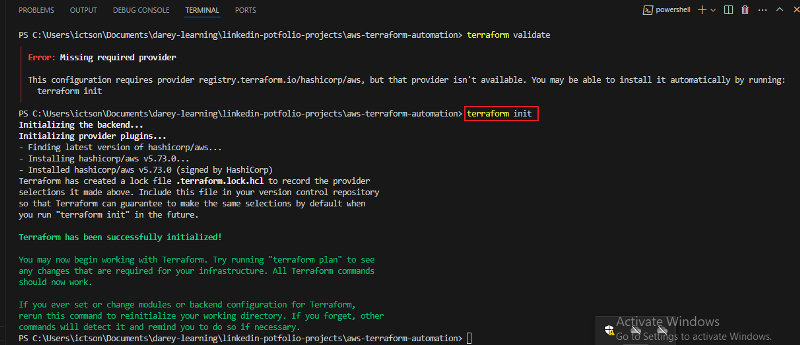 PROBLEMS OUTPUT DEBUG CONSOLE TERMINAL PORTS powershell
PS C:\Users\ictson\Documents\darey-learning\linkedin-potfolio-projects\aws-terraform-automation> terraform validate
Error: Missing required provider
This configuration requires provider registry.terraform.io/hashicorp/aws, but that provider isn't available. You may be able to install it automatically by running:
terraform init
PS C:\Users\ictson\Documents\darey-learning\linkedin-potfolio-projects\aws-terraform-automation> terraform init
Initializing the backend...
Initializing provider plugins...
- Finding latest version of hashicorp/aws...
- Installing hashicorp/aws v5.73.0...
- Installed hashicorp/aws v5.73.0 (signed by HashiCorp)
Terraform has created a lock file .terraform.lock.hcl to record the provider
selections it made above. Include this file in your version control repository
so that Terraform can guarantee to make the same selections by default when
you run "terraform init" in the future.
Terraform has been successfully initialized!
You may now begin working with Terraform. Try running "terraform plan" to see
any changes that are required for your infrastructure. All Terraform commands
should now work.
If you ever set or change modules or backend configuration for Terraform,
rerun this command to reinitialize your working directory. If you forget, other
commands will detect it and remind you to do so if necessary.
PS C:\Users\ictson\Documents\darey-learning\linkedin-potfolio-projects\aws-terraform-automation>
Activate Windows
Go to Settings to activate Windows.